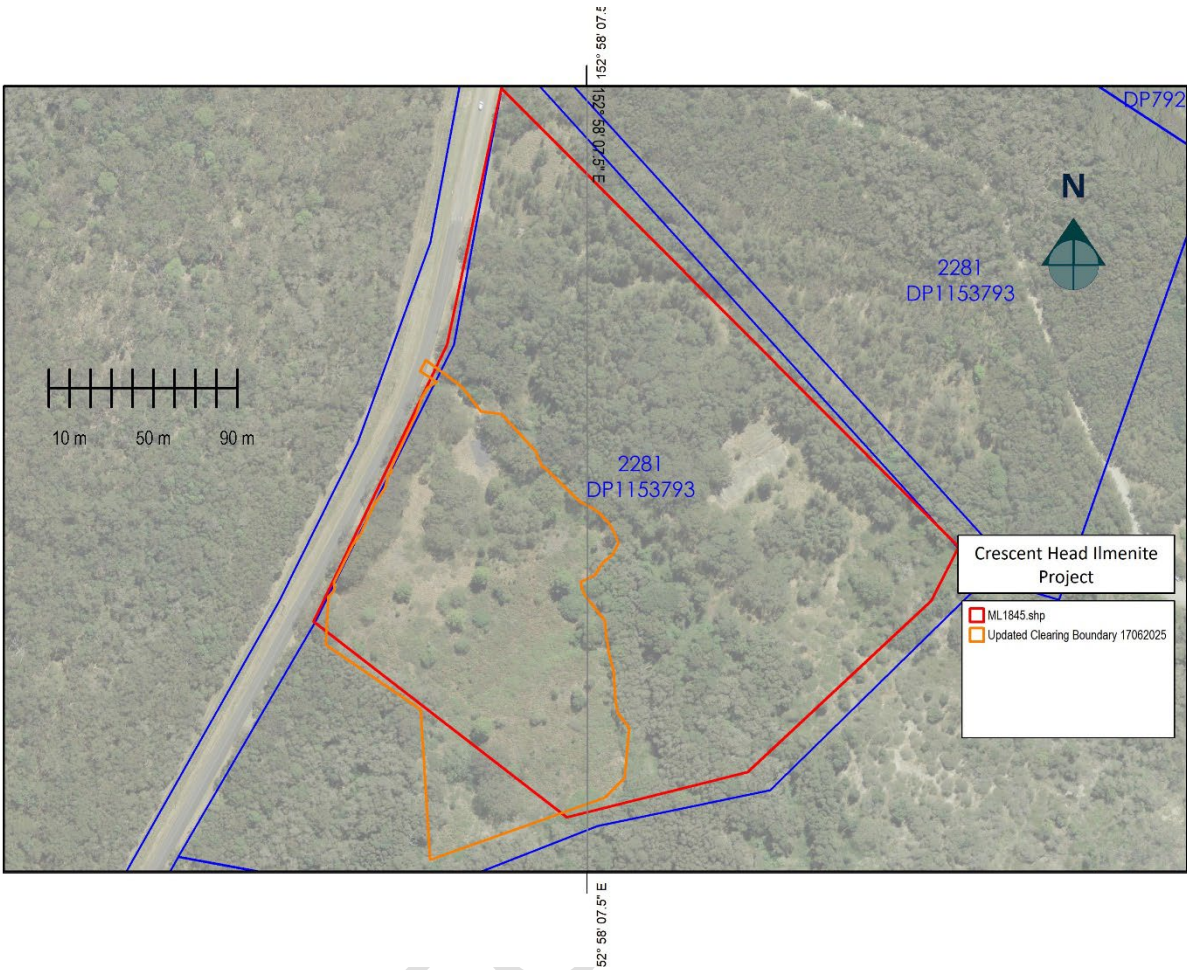 152° 58' 07.5
152° 58' 07.5" E
DP792
N
2281
DP1153793
10 m 50 m 90 m
2281
DP1153793
Crescent Head Ilmenite
Project
ML1845.shp
Updated Clearing Boundary 17062025
52° 58' 07.5" E